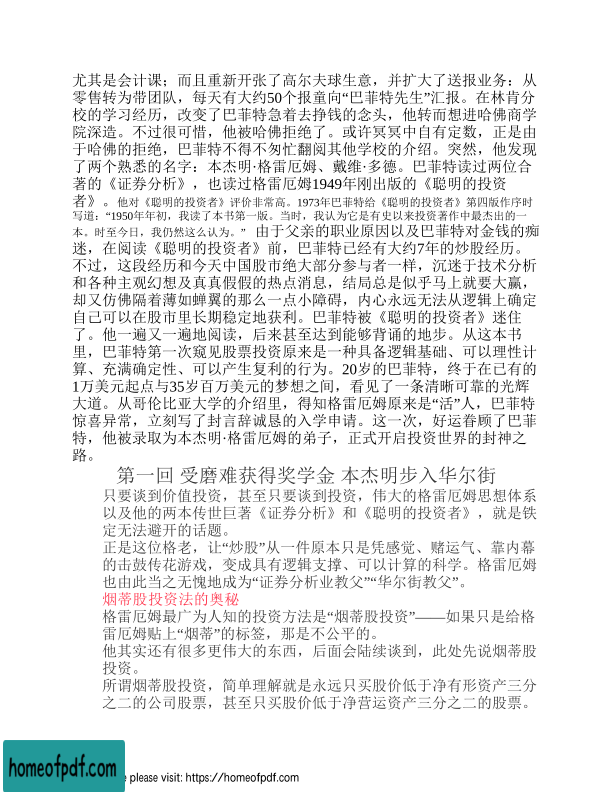 尤其是会计课；而且重新开张了高尔夫球生意，并扩大了送报业务：从
零售转为带团队，每天有大约50个报童向“巴菲特先生”汇报。在林肯分
校的学习经历，改变了巴菲特急着去挣钱的念头，他转而想进哈佛商学
院深造。不过很可惜，他被哈佛拒绝了。或许冥冥中自有定数，正是由
于哈佛的拒绝，巴菲特不得不匆忙翻阅其他学校的介绍。突然，他发现
了两个熟悉的名字：本杰明·格雷厄姆、戴维·多德。巴菲特读过两位合
著的《证券分析》，也读过格雷厄姆1949年刚出版的《聪明的投资
者》。他对《聪明的投资者》评价非常高。1973年巴菲特给《聪明的投资者》第四版作序时
写道：“1950年年初，我读了本书第一版。当时，我认为它是有史以来投资著作中最杰出的一
本。时至今日，我仍然这么认为。” 由于父亲的职业原因以及巴菲特对金钱的痴
迷，在阅读《聪明的投资者》前，巴菲特已经有大约7年的炒股经历。
不过，这段经历和今天中国股市绝大部分参与者一样，沉迷于技术分析
和各种主观幻想及真真假假的热点消息，结局总是似乎马上就要大赢，
却又仿佛隔着薄如蝉翼的那么一点小障碍，内心永远无法从逻辑上确定
自己可以在股市里长期稳定地获利。巴菲特被《聪明的投资者》迷住
了。他一遍又一遍地阅读，后来甚至达到能够背诵的地步。从这本书
里，巴菲特第一次窥见股票投资原来是一种具备逻辑基础、可以理性计
算、充满确定性、可以产生复利的行为。20岁的巴菲特，终于在已有的
1万美元起点与35岁百万美元的梦想之间，看见了一条清晰可靠的光辉
大道。从哥伦比亚大学的介绍里，得知格雷厄姆原来是“活”人，巴菲特
惊喜异常，立刻写了封言辞诚恳的入学申请。这一次，好运眷顾了巴菲
特，他被录取为本杰明·格雷厄姆的弟子，正式开启投资世界的封神之
路。
第一回 受磨难获得奖学金 本杰明步入华尔街
只要谈到价值投资，甚至只要谈到投资，伟大的格雷厄姆思想体系
以及他的两本传世巨著《证券分析》和《聪明的投资者》，就是铁
定无法避开的话题。
正是这位格老，让“炒股”从一件原本只是凭感觉、赌运气、靠内幕
的击鼓传花游戏，变成具有逻辑支撑、可以计算的科学。格雷厄姆
也由此当之无愧地成为“证券分析业教父”“华尔街教父”。
烟蒂股投资法的奥秘
格雷厄姆最广为人知的投资方法是“烟蒂股投资”——如果只是给格
雷厄姆贴上“烟蒂”的标签，那是不公平的。
他其实还有很多更伟大的东西，后面会陆续谈到，此处先说烟蒂股
投资。
所谓烟蒂股投资，简单理解就是永远只买股价低于净有形资产三分
之二的公司股票，甚至只买股价低于净营运资产三分之二的股票。
homeofpdf.com
please visit: https://homeofpdf.com